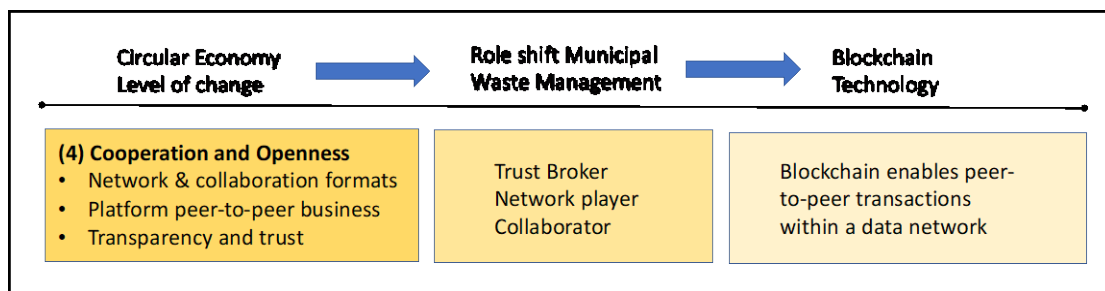 Circular Economy
Level of change
Role shift Municipal
Waste Management
Blockchain
Technology
(4) Cooperation and Openness
• Network & collaboration formats
• Platform peer-to-peer business
• Transparency and trust
Trust Broker
Network player
Collaborator
Blockchain enables peer-
to-peer transactions
within a data network